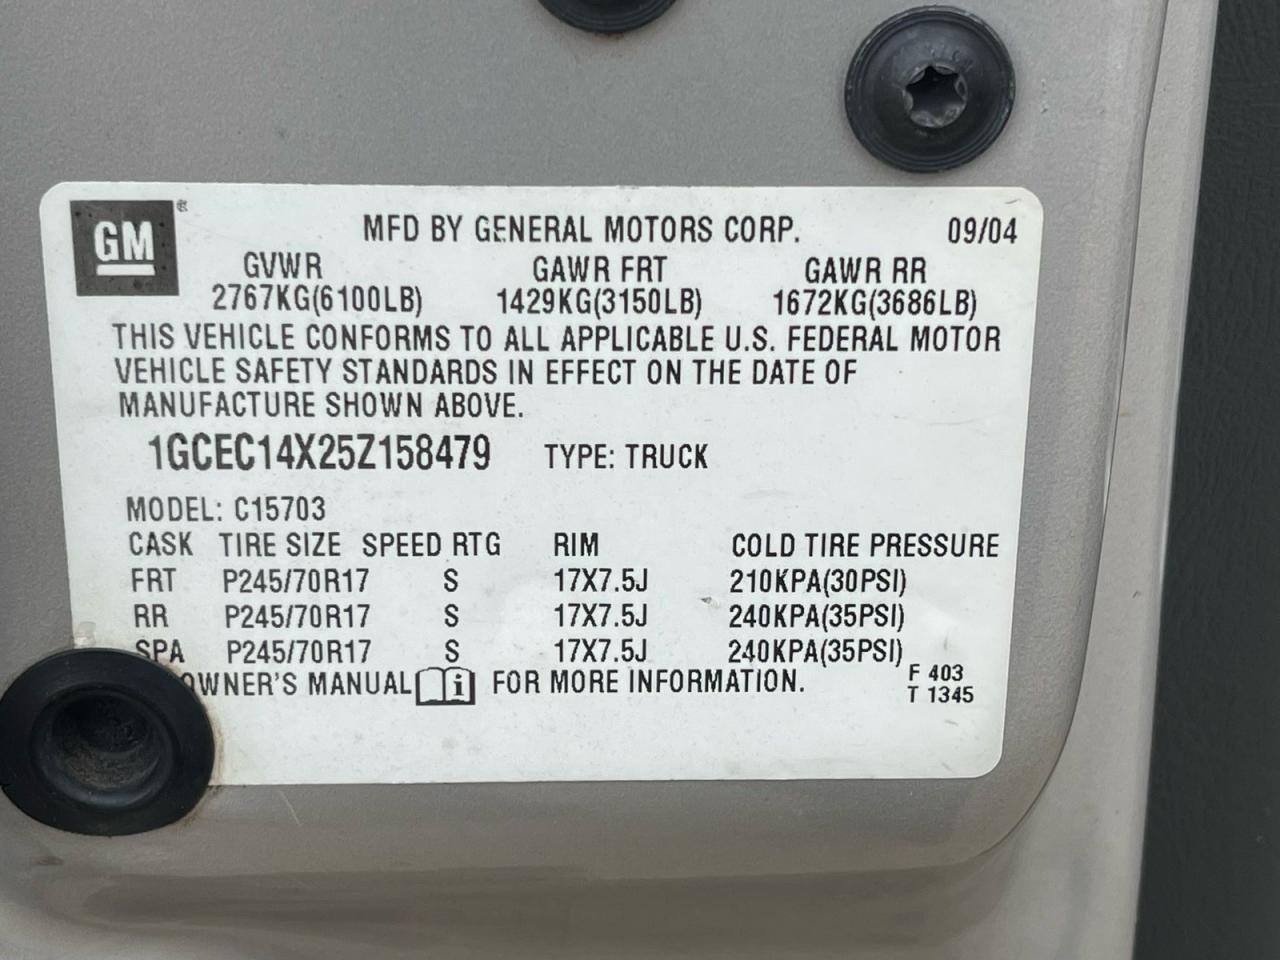 GM ®
MFD BY GENERAL MOTORS CORP. 09/04
GVWR GAWR FRT GAWR RR
2767KG(6100LB) 1429KG(3150LB) 1672KG(3686LB)
THIS VEHICLE CONFORMS TO ALL APPLICABLE U.S. FEDERAL MOTOR
VEHICLE SAFETY STANDARDS IN EFFECT ON THE DATE OF
MANUFACTURE SHOWN ABOVE.
1GCEC14X25Z158479 TYPE: TRUCK
MODEL: C15703
CASK TIRE SIZE SPEED RTG RIM COLD TIRE PRESSURE
FRT P245/70R17 S 17X7.5J 210KPA(30PSI)
RR P245/70R17 S 17X7.5J 240KPA(35PSI)
SPA P245/70R17 S 17X7.5J 240KPA(35PSI)
OWNER'S MANUAL FOR MORE INFORMATION. F 403
T 1345